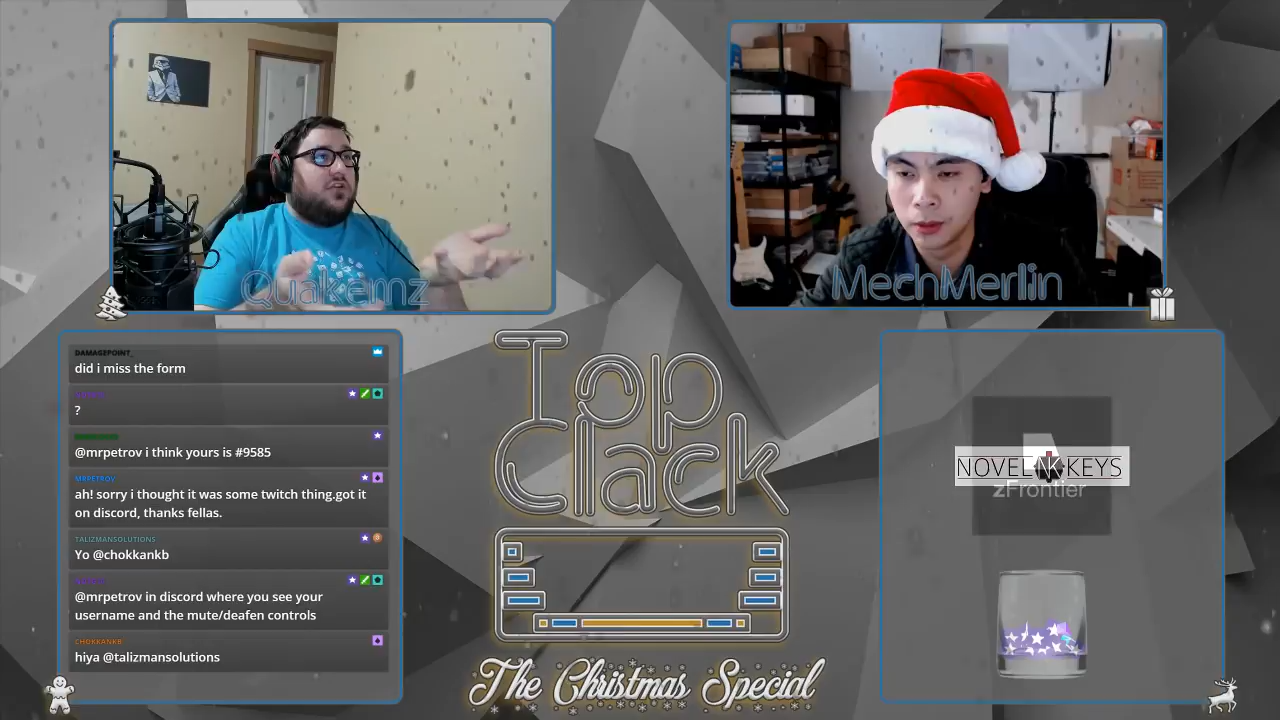 Quakemz
MechMerlin
DAMAGEPOINT_
did i miss the form
?
@mrpetrov i think yours is #9585
MRPETROV
ah! sorry i thought it was some twitch thing.got it
on discord, thanks fellas.
TALIZMANSOLUTIONS
Yo @chokkankb
@mrpetrov in discord where you see your
username and the mute/deafen controls
CHOKKANKB
hiya @talizmansolutions
Top
Clack
The Christmas Special
NOVELKEYS
zFrontier